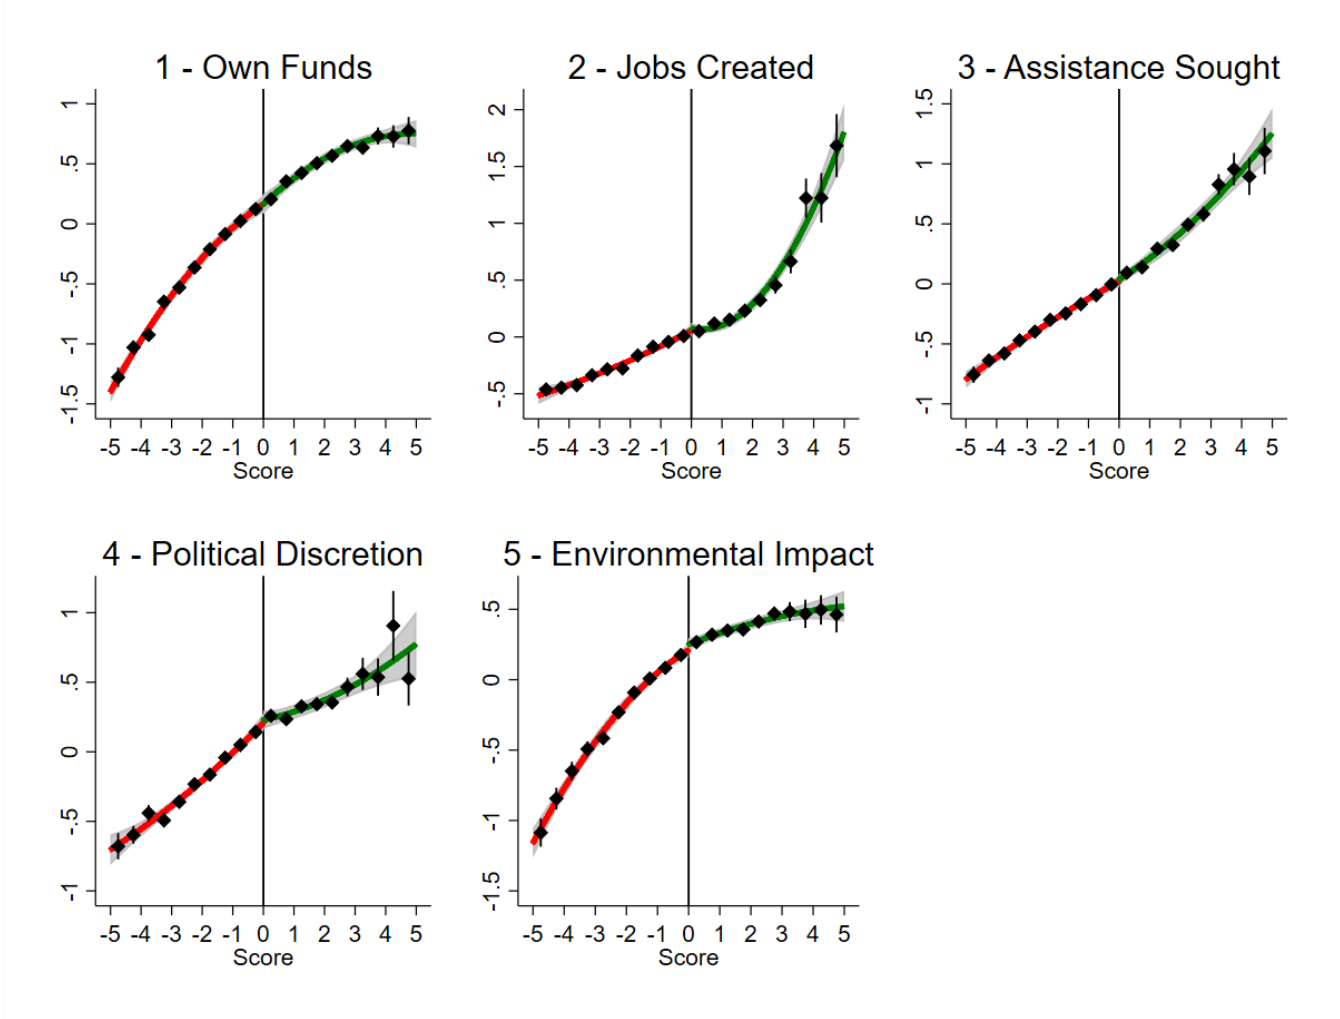 1 - Own Funds
1
.5
0
-.5
-1
-1.5
-5 -4 -3 -2 -1 0 1 2 3 4 5
Score
2 - Jobs Created
2
1.5
1
.5
0
-.5
-5 -4 -3 -2 -1 0 1 2 3 4 5
Score
3 - Assistance Sought
1.5
1
.5
0
-.5
-1
-5 -4 -3 -2 -1 0 1 2 3 4 5
Score
4 - Political Discretion
1
.5
0
-.5
-1
-5 -4 -3 -2 -1 0 1 2 3 4 5
Score
5 - Environmental Impact
.5
0
-.5
-1
-1.5
-5 -4 -3 -2 -1 0 1 2 3 4 5
Score